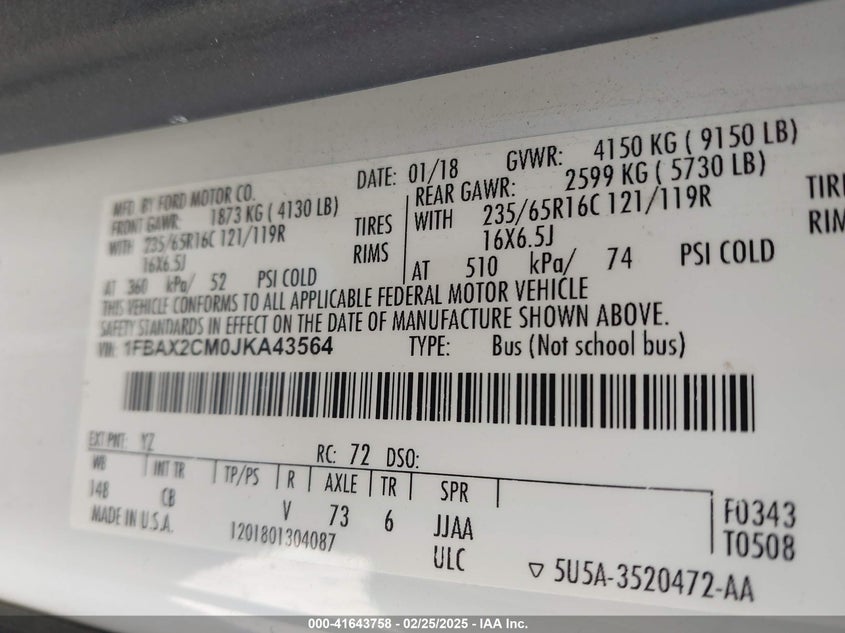 MFD. BY FORD MOTOR CO. DATE: 01/18 GVWR: 4150 KG ( 9150 LB)
FRONT GAWR: 1873 KG ( 4130 LB) REAR GAWR: 2599 KG ( 5730 LB)
WITH 235/65R16C 121/119R TIRES WITH 235/65R16C 121/119R TIRE
16X6.5J RIMS 16X6.5J RIM
AT 360 kPa/ 52 PSI COLD AT 510 kPa/ 74 PSI COLD
THIS VEHICLE CONFORMS TO ALL APPLICABLE FEDERAL MOTOR VEHICLE
SAFETY STANDARDS IN EFFECT ON THE DATE OF MANUFACTURE SHOWN ABOVE.
VIN: 1FBAX2CM0JKA43564 TYPE: Bus (Not school bus)
EXT PNT: YZ RC: 72 DSO:
WB INT TR TP/PS R AXLE TR SPR
148 CB V 73 6 JJAA F0343
MADE IN U.S.A. 1201801304087 ULC T0508
▽ 5U5A-3520472-AA
000-41643758 - 02/25/2025 - IAA Inc.